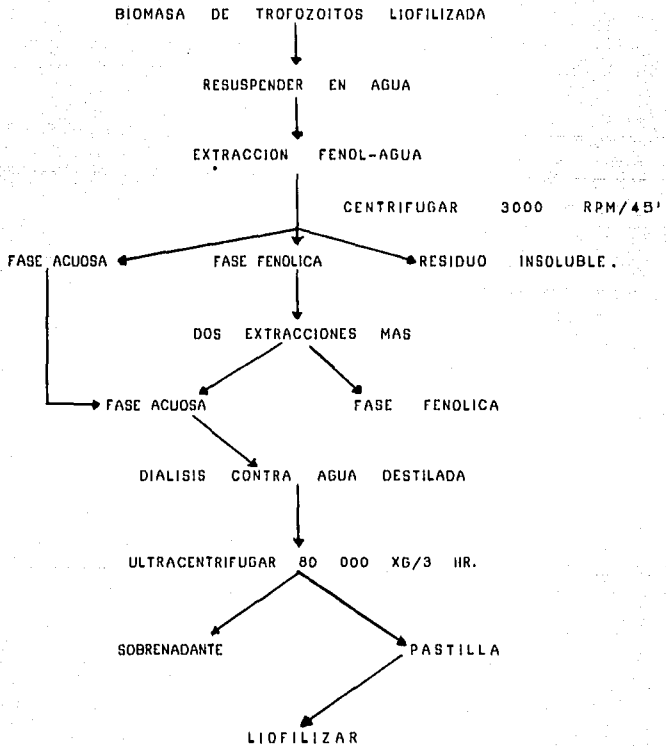 BIOMASA DE TROFOZOITOS LIOFILIZADA
RESUSPENDER EN AGUA
EXTRACCION FENOL-AGUA
CENTRIFUGAR 3000 RPM/45'
FASE ACUOSA FASE FENOLICA RESIDUO INSOLUBLE.
DOS EXTRACCIONES MAS
FASE ACUOSA FASE FENOLICA
DIALISIS CONTRA AGUA DESTILADA
ULTRACENTRIFUGAR 80 000 XG/3 HR.
SOBRENADANTE PASTILLA
LIOFILIZAR